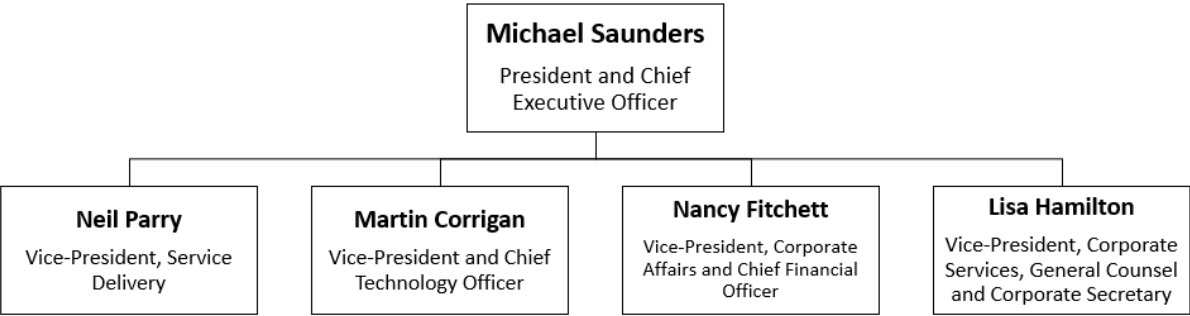 Michael Saunders
President and Chief
Executive Officer
Neil Parry
Vice-President, Service
Delivery
Martin Corrigan
Vice-President and Chief
Technology Officer
Nancy Fitchett
Vice-President, Corporate
Affairs and Chief Financial
Officer
Lisa Hamilton
Vice-President, Corporate
Services, General Counsel
and Corporate Secretary